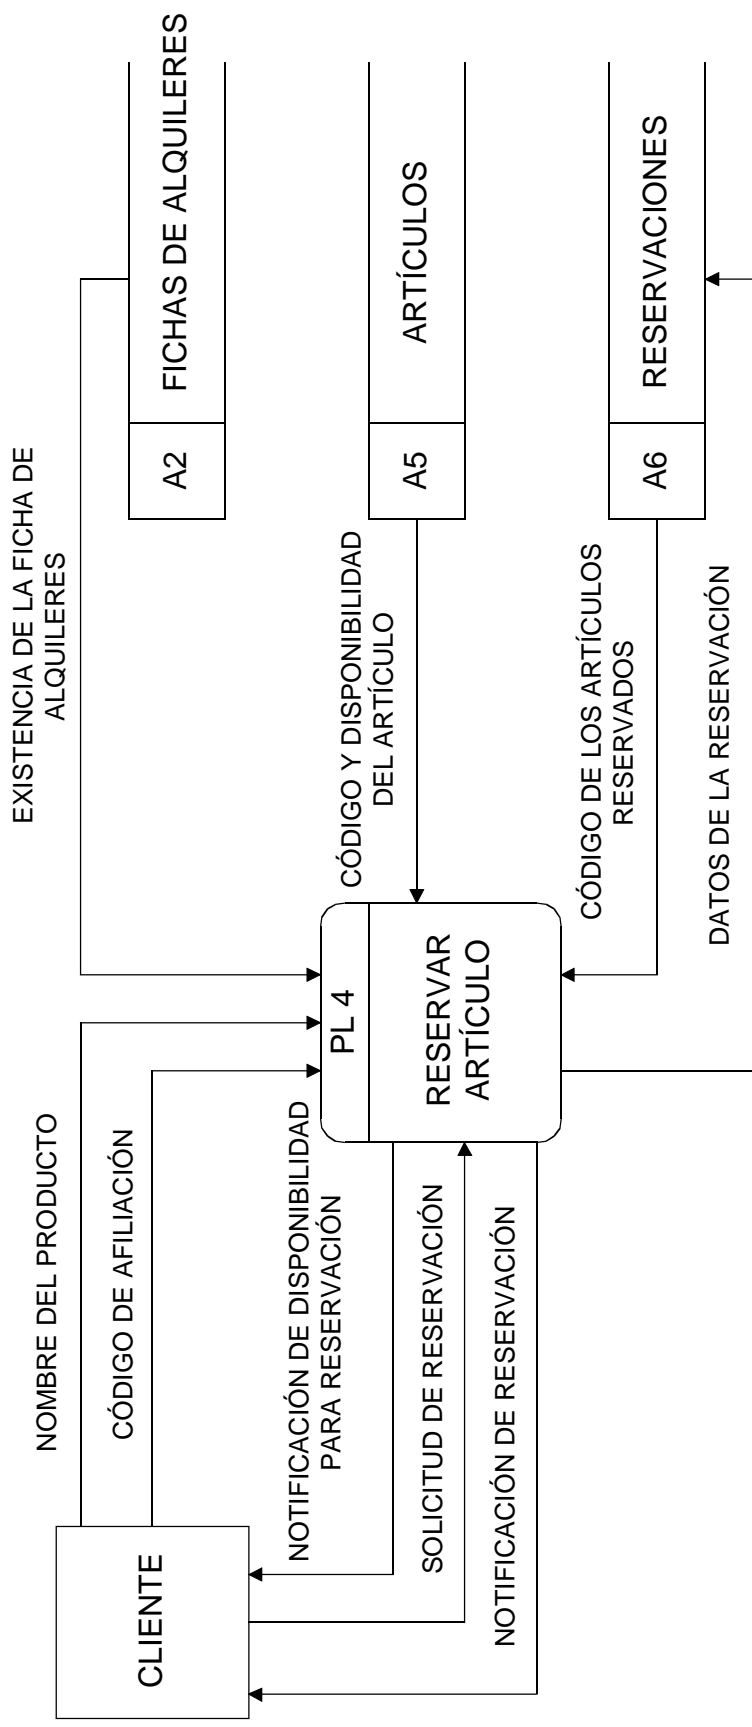 NOMBRE DEL PRODUCTO
CÓDIGO DE AFILIACIÓN
CLIENTE
NOTIFICACIÓN DE DISPONIBILIDAD
PARA RESERVACIÓN
SOLICITUD DE RESERVACIÓN
NOTIFICACIÓN DE RESERVACIÓN
PL 4
RESERVAR
ARTÍCULO
EXISTENCIA DE LA FICHA DE
ALQUILERES
A2
FICHAS DE ALQUILERES
CÓDIGO Y DISPONIBILIDAD
DEL ARTÍCULO
A5
ARTÍCULOS
CÓDIGO DE LOS ARTÍCULOS
RESERVADOS
A6
RESERVACIONES
DATOS DE LA RESERVACIÓN